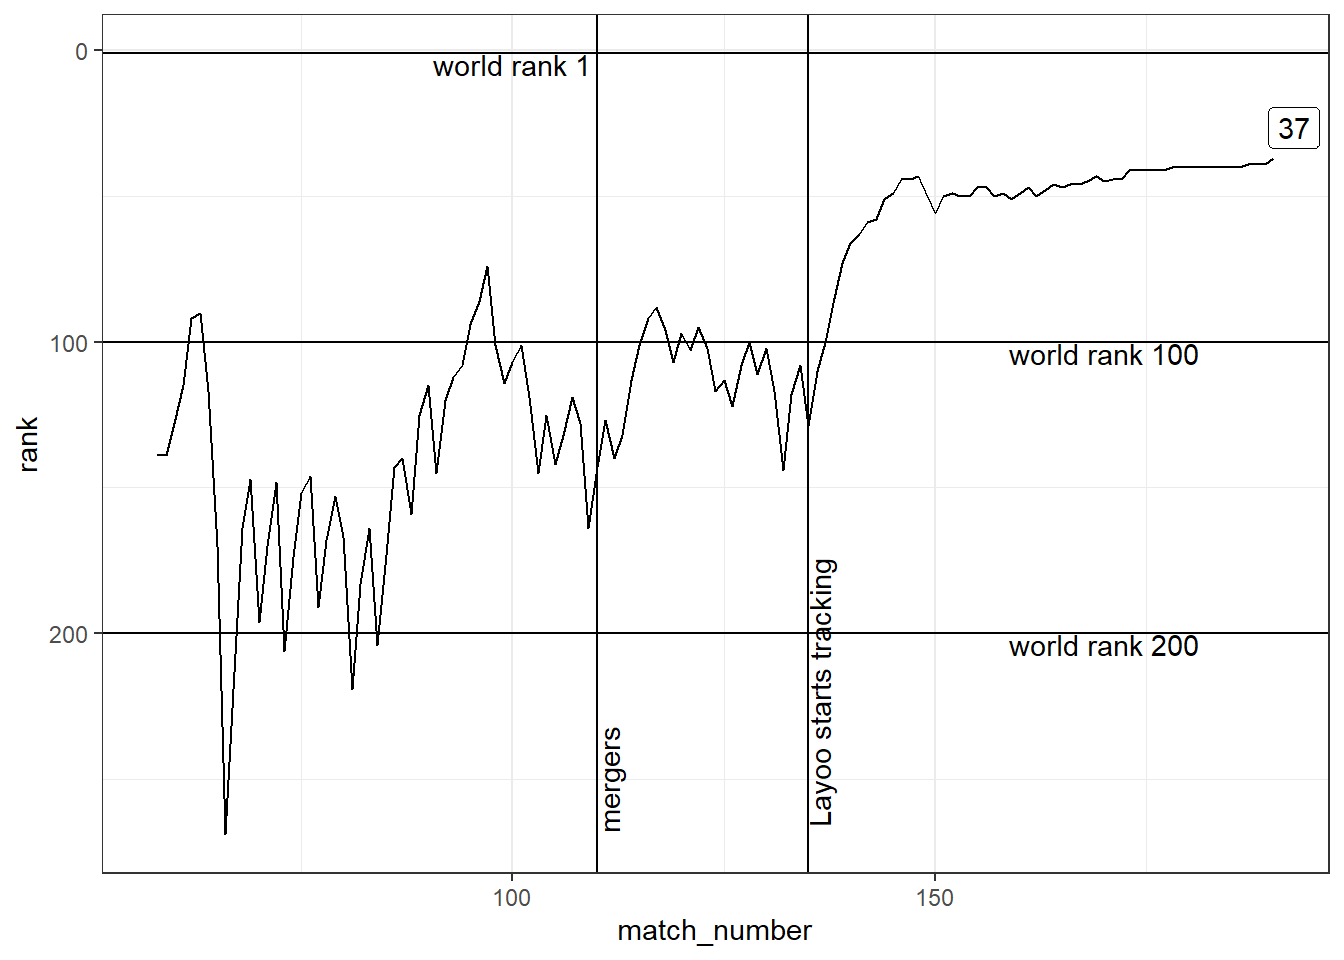 0
world rank 1
37
100
world rank 100
rank
200
world rank 200
mergers
Layoo starts tracking
100
150
match_number